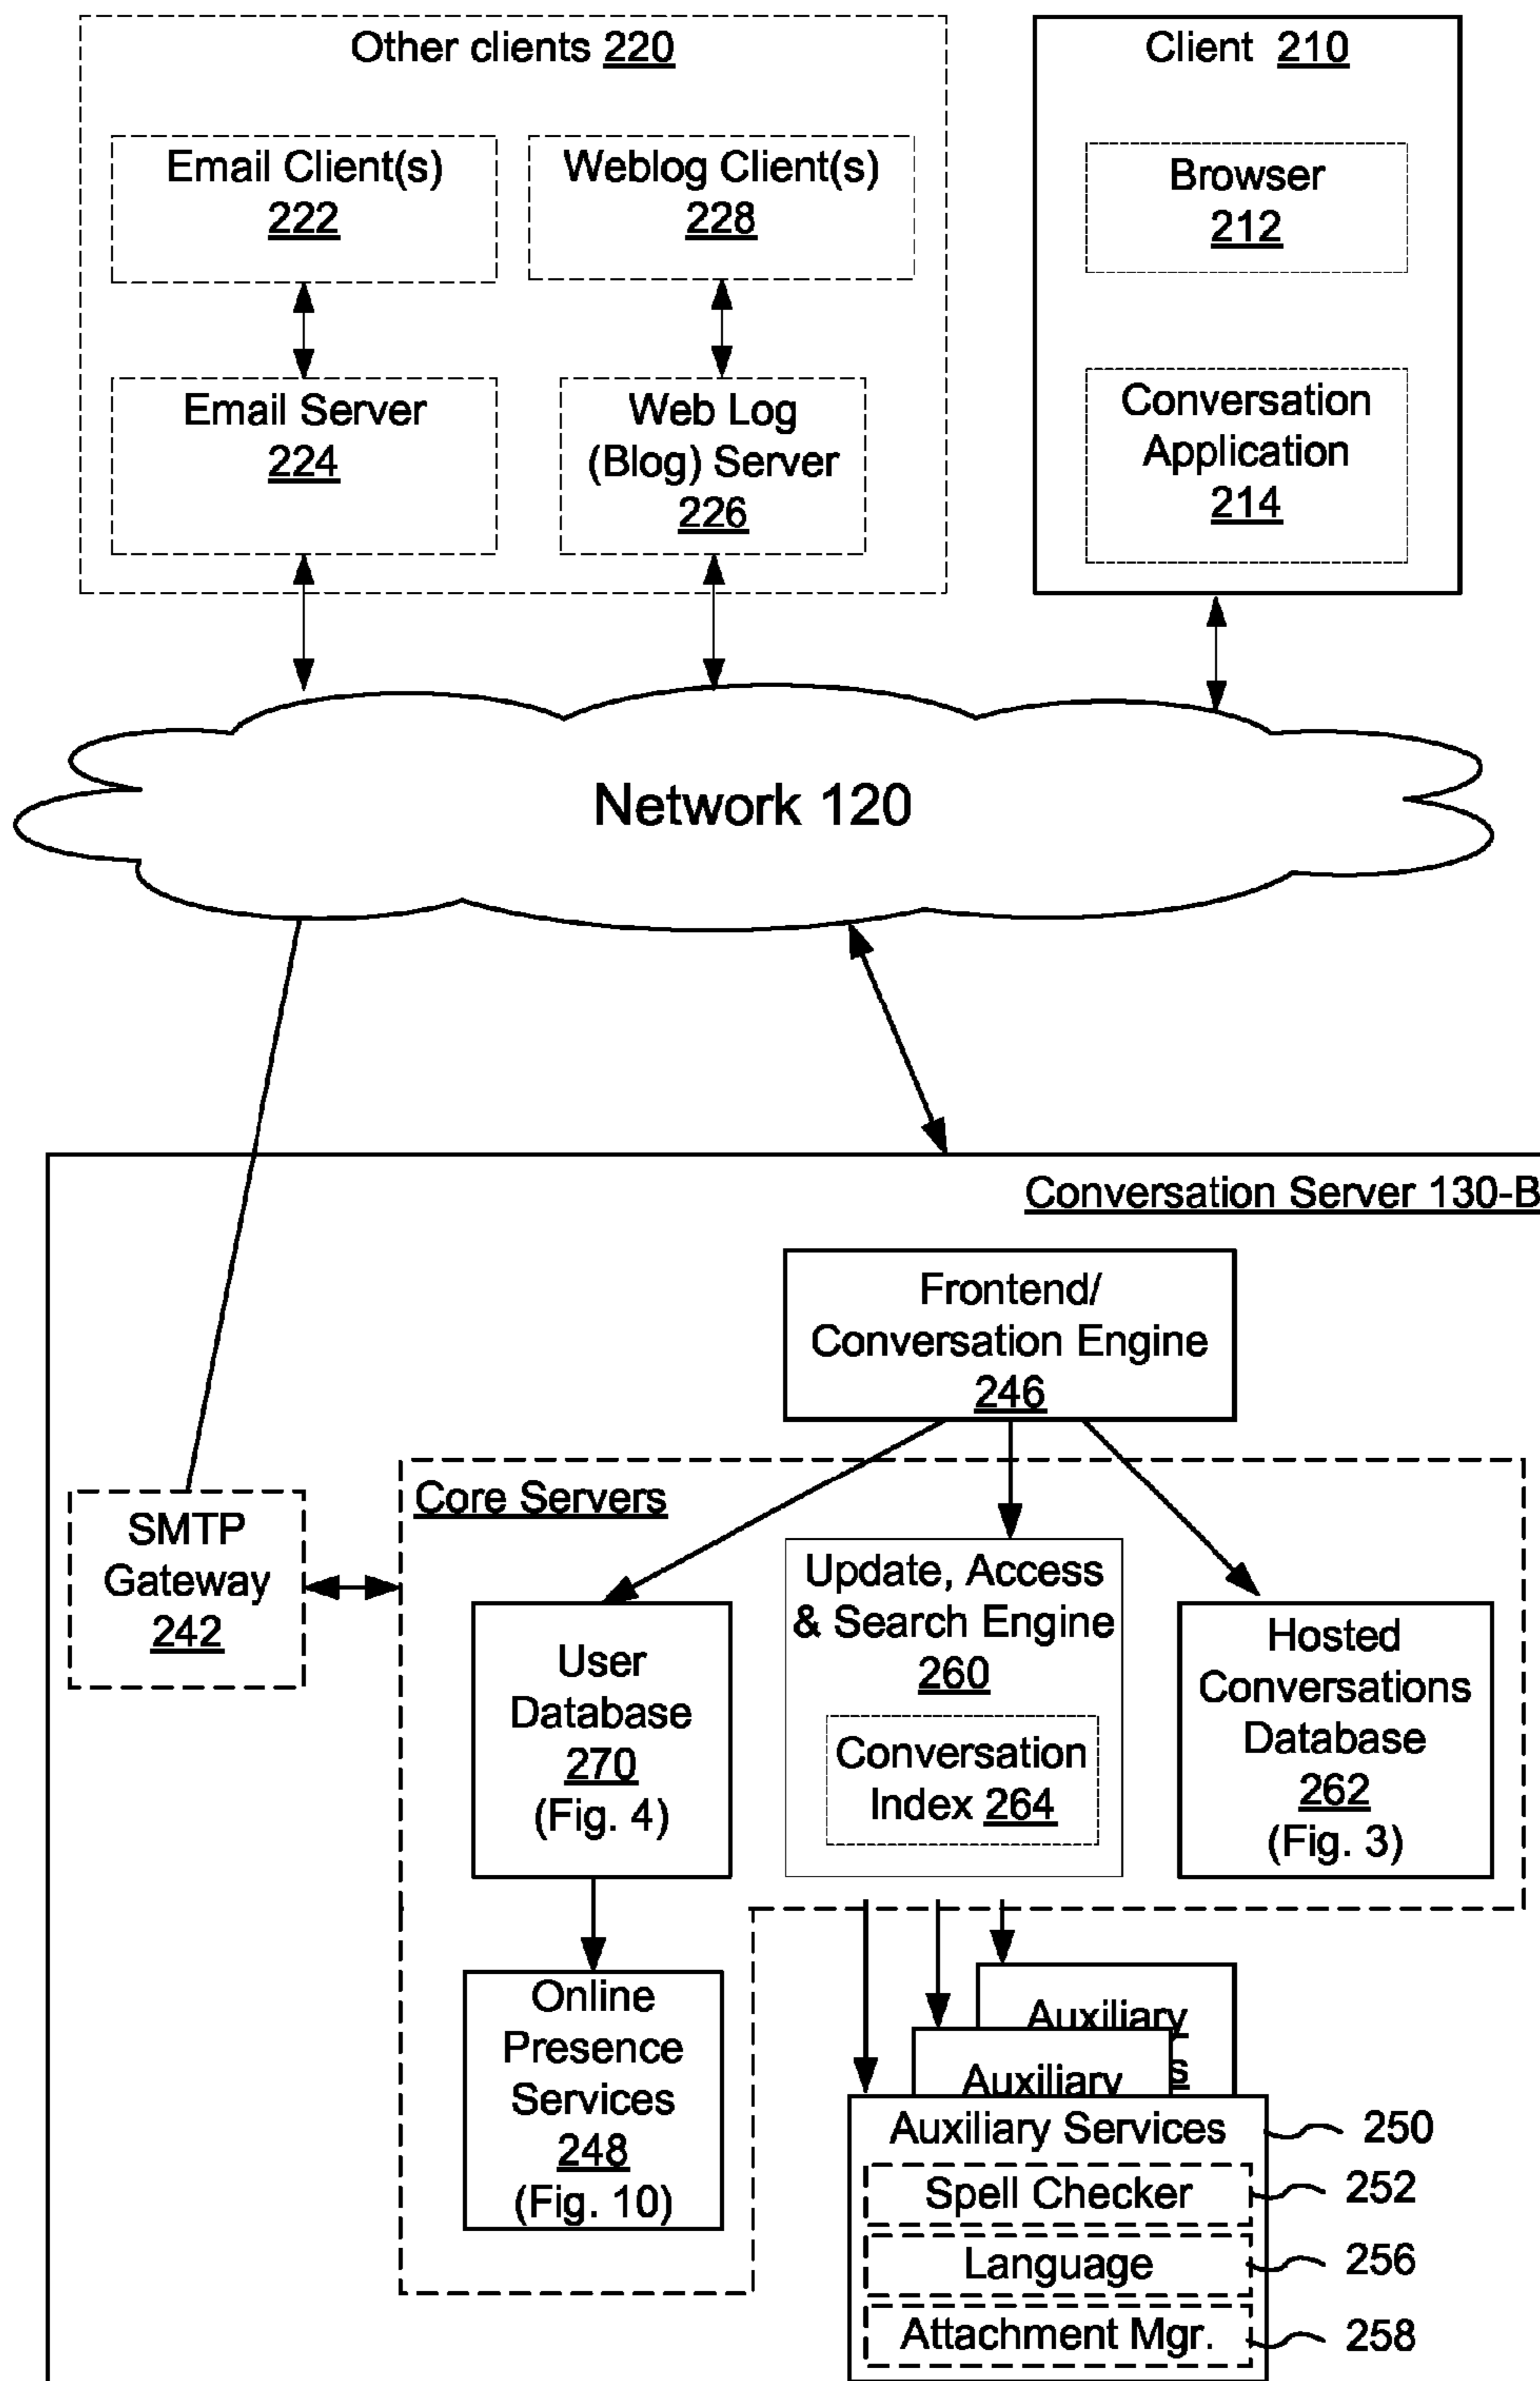 Other clients 220
Email Client(s)
222
Weblog Client(s)
228
Email Server
224
Web Log
(Blog) Server
226
Client 210
Browser
212
Conversation
Application
214
Network 120
Conversation Server 130-B
Frontend/
Conversation Engine
246
SMTP
Gateway
242
Core Servers
User
Database
270
(Fig. 4)
Update, Access
& Search Engine
260
Conversation
Index 264
Hosted
Conversations
Database
262
(Fig. 3)
Online
Presence
Services
248
(Fig. 10)
Auxiliary
s
Auxiliary
Auxiliary Services
250
Spell Checker
252
Language
256
Attachment Mgr.
258